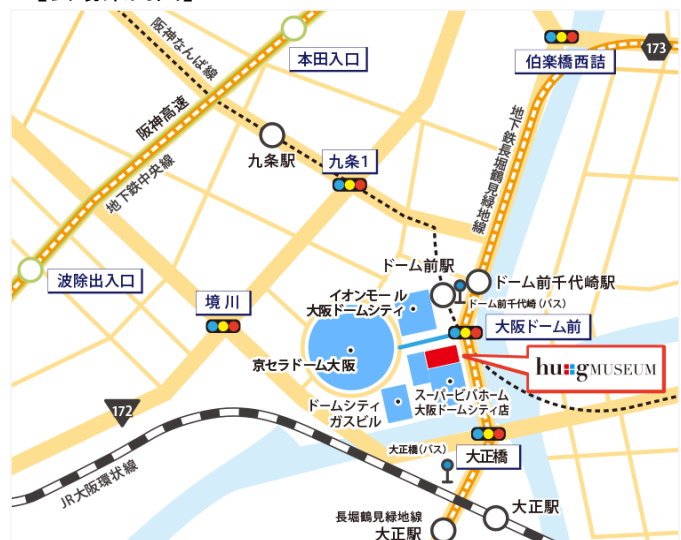 本田入口
阪神なんば線
伯楽橋西詰
173
阪神高速
九条駅
九条1
地下鉄中央線
地下鉄長堀鶴見緑地線
波除出入口
境川
ドーム前駅
ドーム前千代崎駅
ドーム前千代崎(バス)
イオンモール
大阪ドームシティ
大阪ドーム前
京セラドーム大阪
hu::gMUSEUM
スーパービバホーム
大阪ドームシティ店
ドームシティ
ガスビル
172
大正橋(バス)
大正橋
JR大阪環状線
大正駅
長堀鶴見緑地線
大正駅